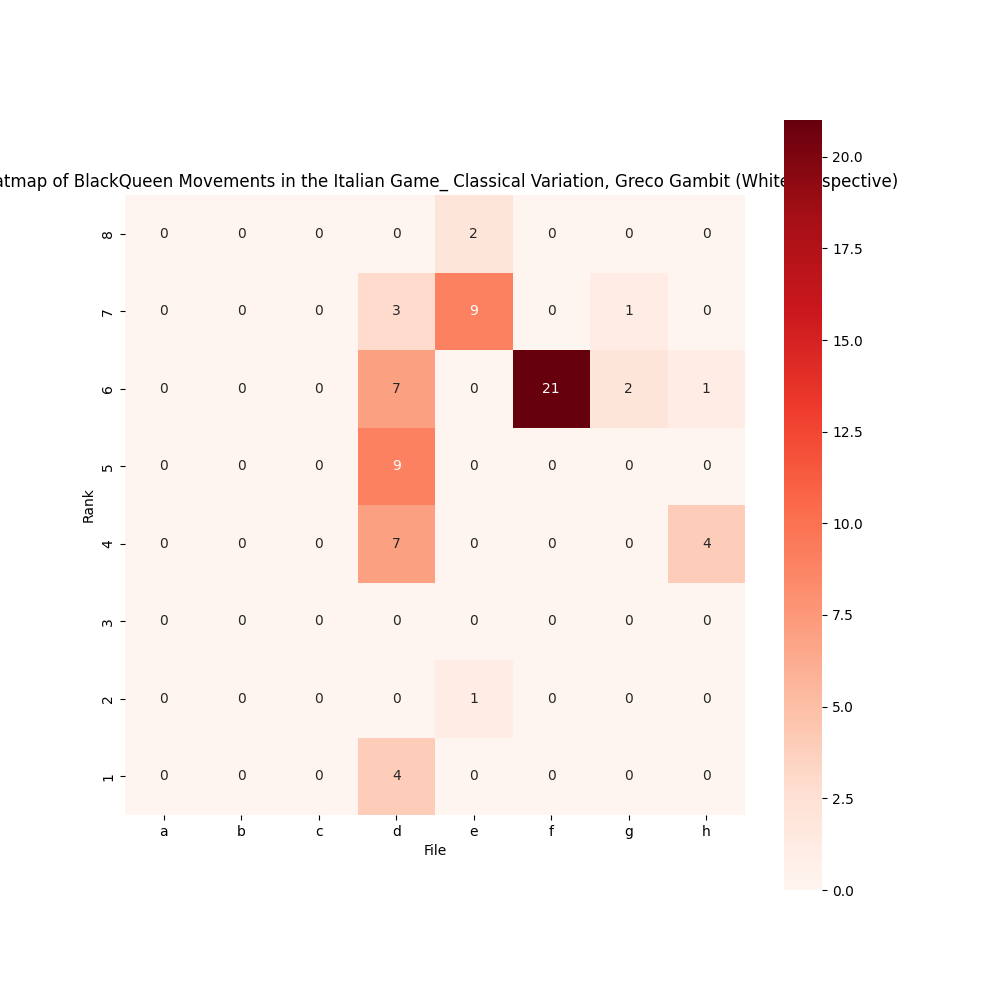 atmap of BlackQueen Movements in the Italian Game_ Classical Variation, Greco Gambit (White spective)
20.0
17.5
15.0
12.5
10.0
7.5
5.0
2.5
0.0
Rank
8 0 0 0 0 2 0 0 0
7 0 0 0 3 9 0 1 0
6 0 0 0 7 0 21 2 1
5 0 0 0 9 0 0 0 0
4 0 0 0 7 0 0 0 4
3 0 0 0 0 0 0 0 0
2 0 0 0 0 1 0 0 0
1 0 0 0 4 0 0 0 0
a b c d e f g h
File